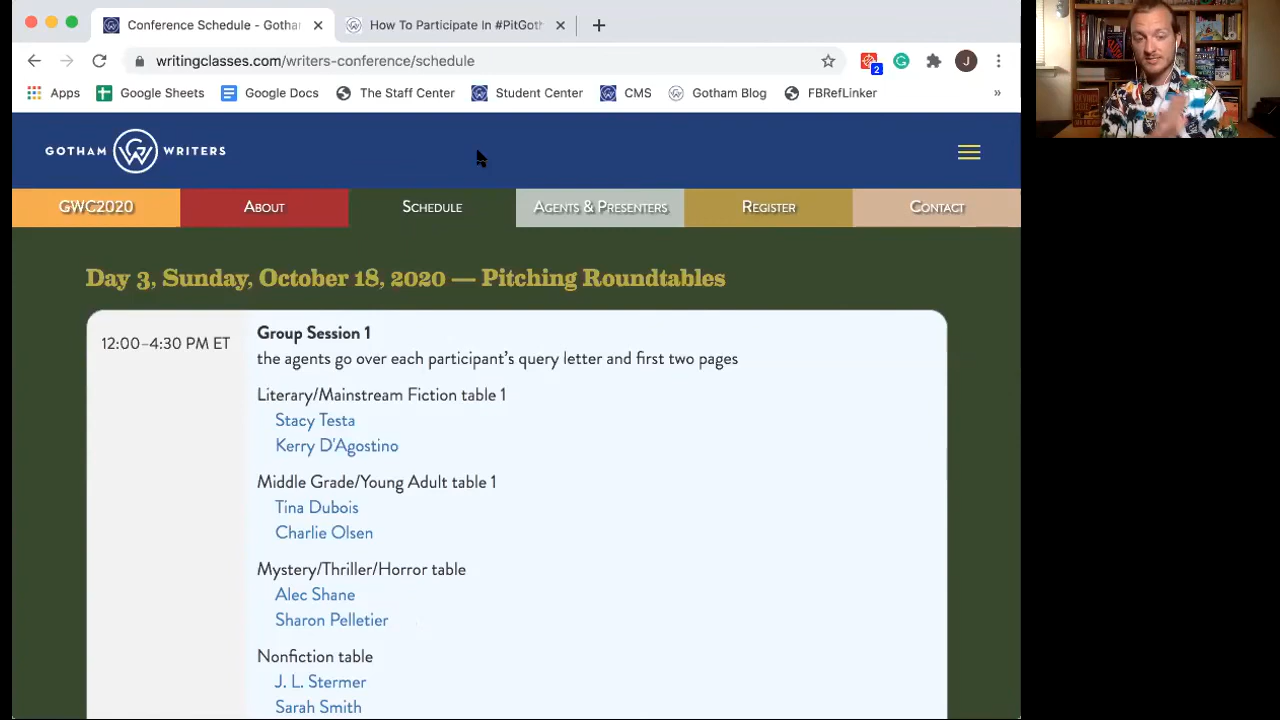 Conference Schedule - Gothar
How To Participate In #PitGoth
writingclasses.com/writers-conference/schedule
2
J
Apps
Google Sheets
Google Docs
The Staff Center
Student Center
CMS
Gotham Blog
FBRefLinker
»
GOTHAM GW WRITERS
GWC2020
ABOUT
SCHEDULE
AGENTS & PRESENTERS
REGISTER
CONTACT
Day 3, Sunday, October 18, 2020 — Pitching Roundtables
12:00–4:30 PM ET
Group Session 1
the agents go over each participant's query letter and first two pages
Literary/Mainstream Fiction table 1
Stacy Testa
Kerry D'Agostino
Middle Grade/Young Adult table 1
Tina Dubois
Charlie Olsen
Mystery/Thriller/Horror table
Alec Shane
Sharon Pelletier
Nonfiction table
J. L. Stermer
Sarah Smith